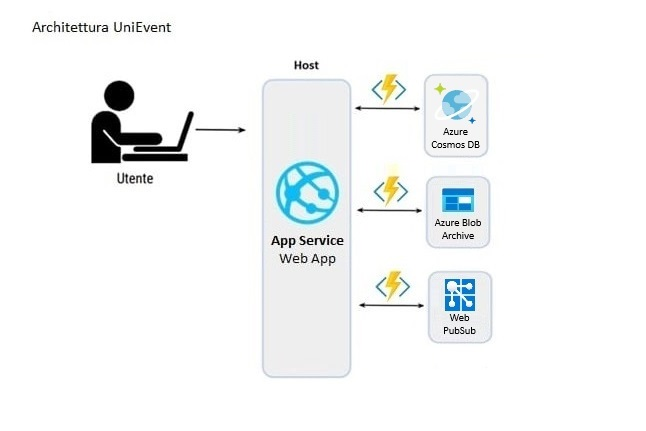 Architettura UniEvent
Host
Utente
App Service
Web App
Azure
Cosmos DB
Azure Blob
Archive
Web
PubSub